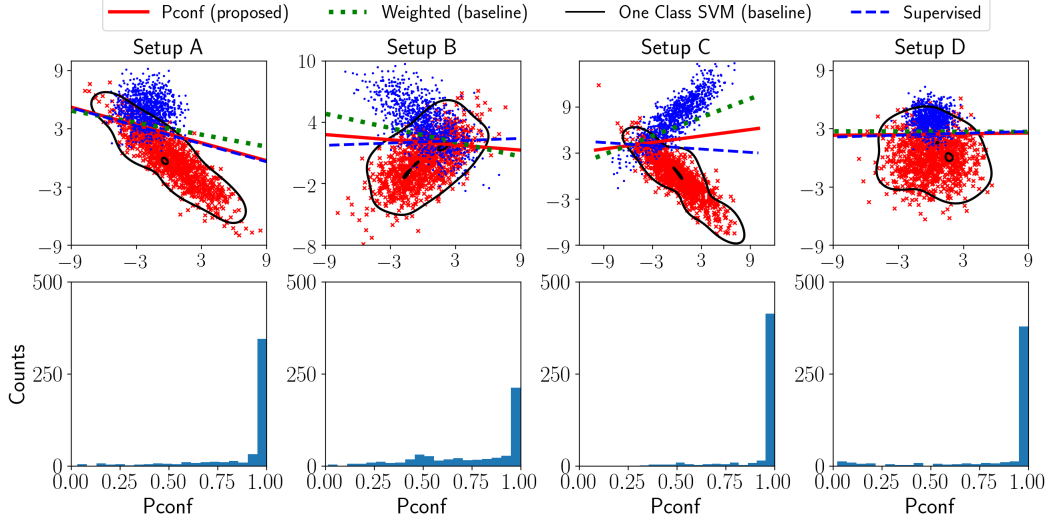 Pconf (proposed) Weighted (baseline) One Class SVM (baseline) Supervised
Setup A Setup B Setup C Setup D
9 3 −3 −9
−9 −3 3 9
10 4 −2 −8
−9 −3 3 9
9 3 −3 −9
−9 −3 3 9
9 3 −3 −9
−9 −3 3 9
Counts
500 250 0
0.00 0.25 0.50 0.75 1.00
Pconf
500 250 0
0.00 0.25 0.50 0.75 1.00
Pconf
500 250 0
0.00 0.25 0.50 0.75 1.00
Pconf
500 250 0
0.00 0.25 0.50 0.75 1.00
Pconf